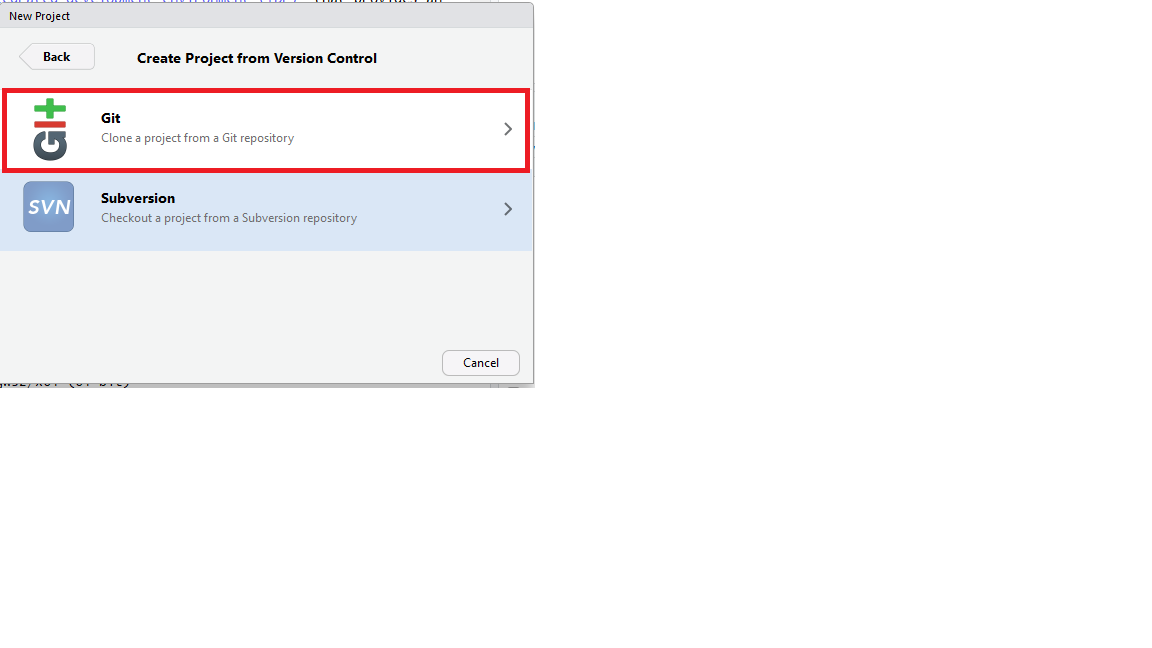 New Project
Back
Create Project from Version Control
git
Git
Clone a project from a Git repository
SVN
Subversion
Checkout a project from a Subversion repository
Cancel